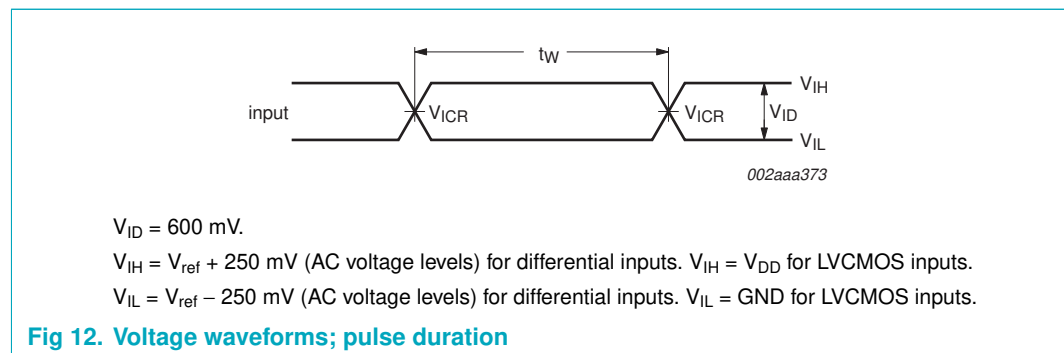 tW
VIH
input
VICR
VICR
VID
VIL
002aaa373
VID = 600 mV.
VIH = Vref + 250 mV (AC voltage levels) for differential inputs. VIH = VDD for LVCMOS inputs.
VIL = Vref − 250 mV (AC voltage levels) for differential inputs. VIL = GND for LVCMOS inputs.
Fig 12. Voltage waveforms; pulse duration